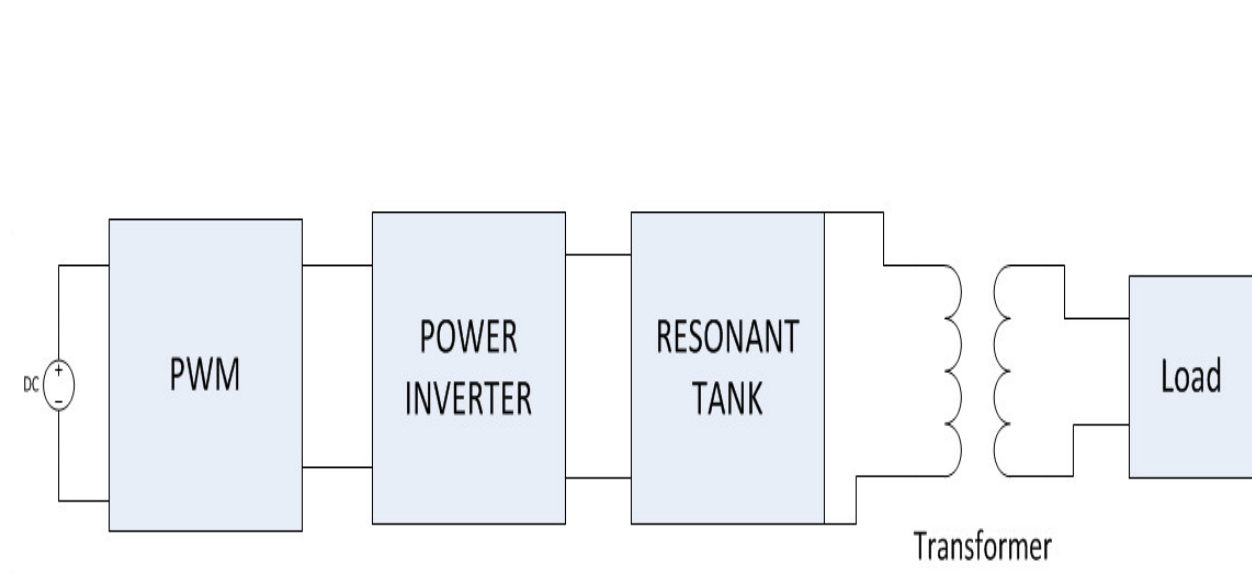 DC
+
−
PWM
POWER
INVERTER
RESONANT
TANK
Load
Transformer